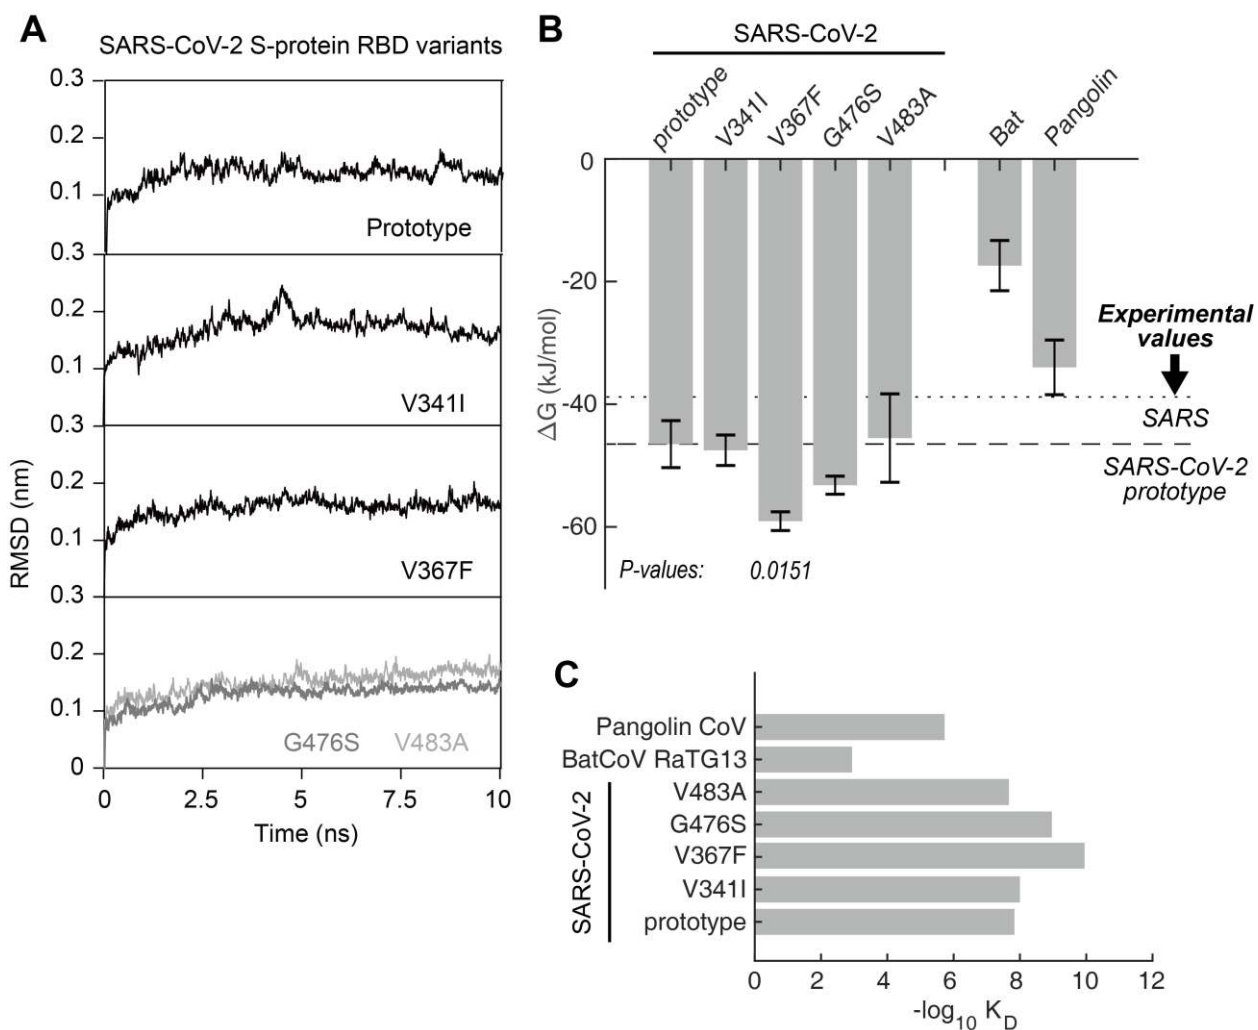 A
SARS-CoV-2 S-protein RBD variants
0.3
0.2
0.1
Prototype
0.3
0.2
0.1
V341I
0.3
0.2
0.1
V367F
0.3
0.2
0.1
G476S V483A
0
0 2.5 5 7.5 10
Time (ns)
RMSD (nm)
B
SARS-CoV-2
prototype
V341I
V367F
G476S
V483A
Bat
Pangolin
0
-20
-40
-60
ΔG (kJ/mol)
Experimental
values
SARS
SARS-CoV-2
prototype
P-values: 0.0151
C
Pangolin CoV
BatCoV RaTG13
V483A
G476S
V367F
V341I
prototype
SARS-CoV-2
0 2 4 6 8 10 12
-log10 KD